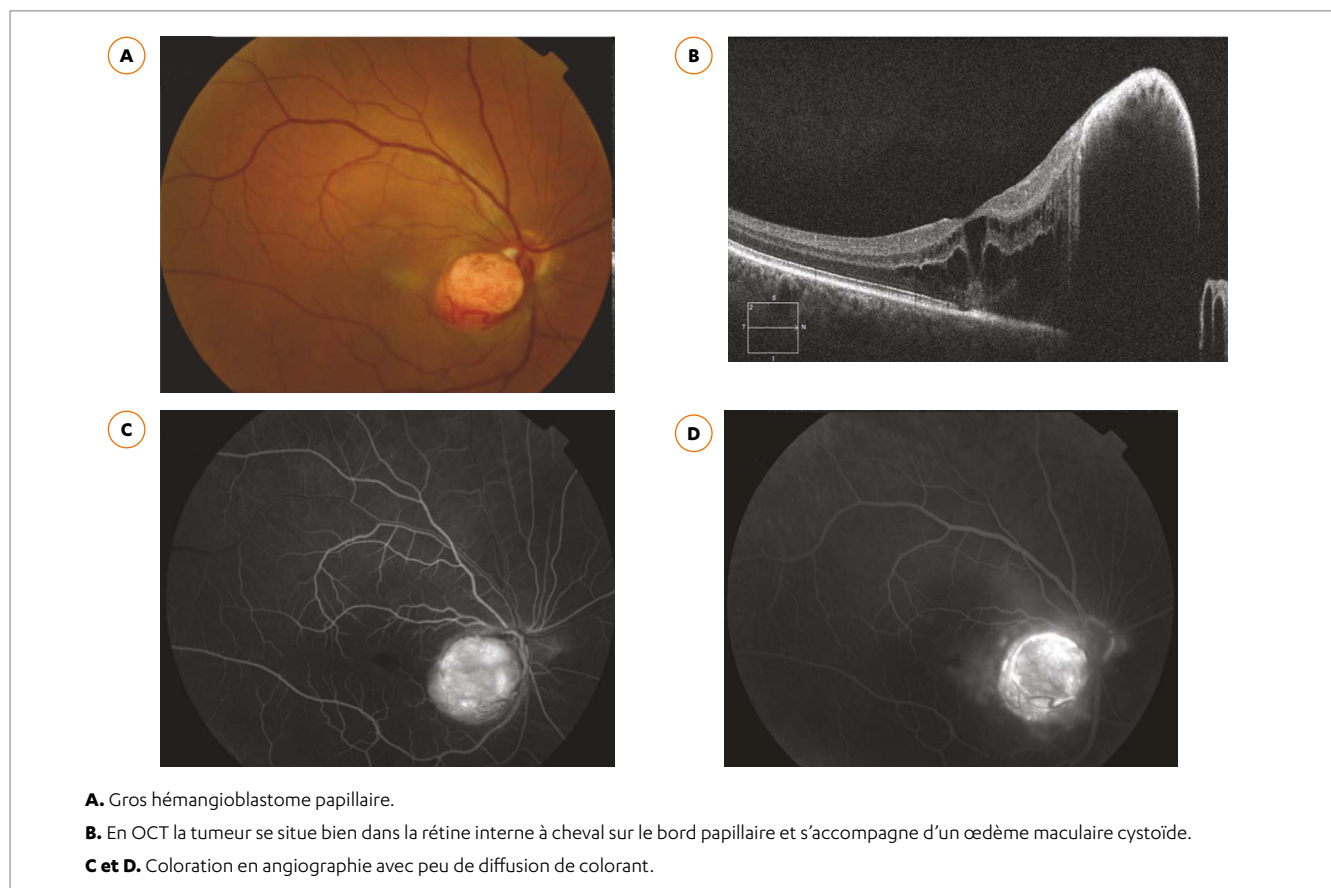 A
B
2
S
T
N
I
C
D
A. Gros hémangioblastome papillaire.
B. En OCT la tumeur se situe bien dans la rétine interne à cheval sur le bord papillaire et s’accompagne d’un œdème maculaire cystoïde.
C et D. Coloration en angiographie avec peu de diffusion de colorant.